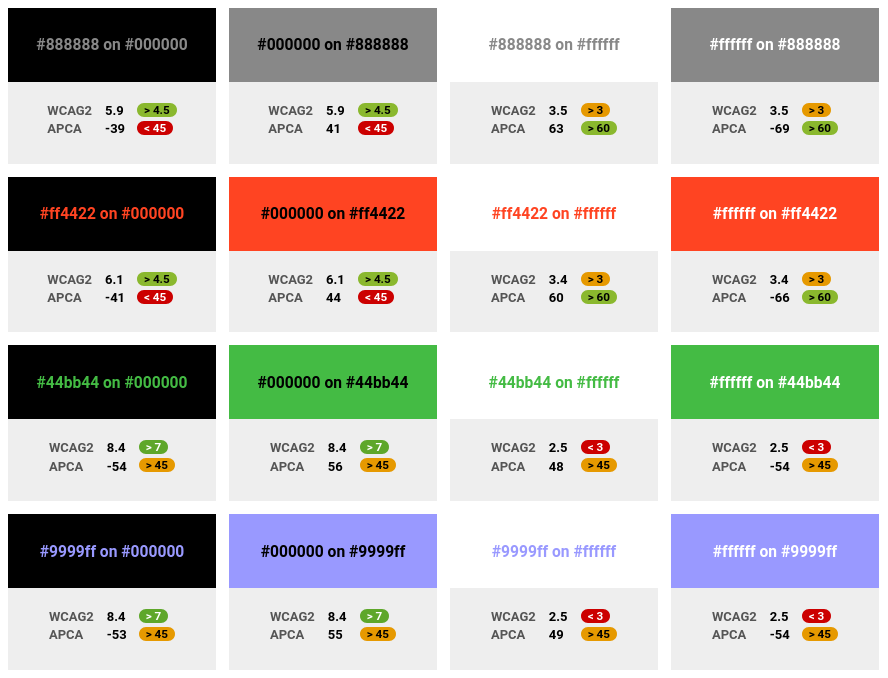 #888888 on #000000
WCAG2 5.9 > 4.5
APCA -39 < 45
#000000 on #888888
WCAG2 5.9 > 4.5
APCA 41 < 45
#888888 on #ffffff
WCAG2 3.5 > 3
APCA 63 > 60
#ffffff on #888888
WCAG2 3.5 > 3
APCA -69 > 60
#ff4422 on #000000
WCAG2 6.1 > 4.5
APCA -41 < 45
#000000 on #ff4422
WCAG2 6.1 > 4.5
APCA 44 < 45
#ff4422 on #ffffff
WCAG2 3.4 > 3
APCA 60 > 60
#ffffff on #ff4422
WCAG2 3.4 > 3
APCA -66 > 60
#44bb44 on #000000
WCAG2 8.4 > 7
APCA -54 > 45
#000000 on #44bb44
WCAG2 8.4 > 7
APCA 56 > 45
#44bb44 on #ffffff
WCAG2 2.5 < 3
APCA 48 > 45
#ffffff on #44bb44
WCAG2 2.5 < 3
APCA -54 > 45
#9999ff on #000000
WCAG2 8.4 > 7
APCA -53 > 45
#000000 on #9999ff
WCAG2 8.4 > 7
APCA 55 > 45
#9999ff on #ffffff
WCAG2 2.5 < 3
APCA 49 > 45
#ffffff on #9999ff
WCAG2 2.5 < 3
APCA -54 > 45